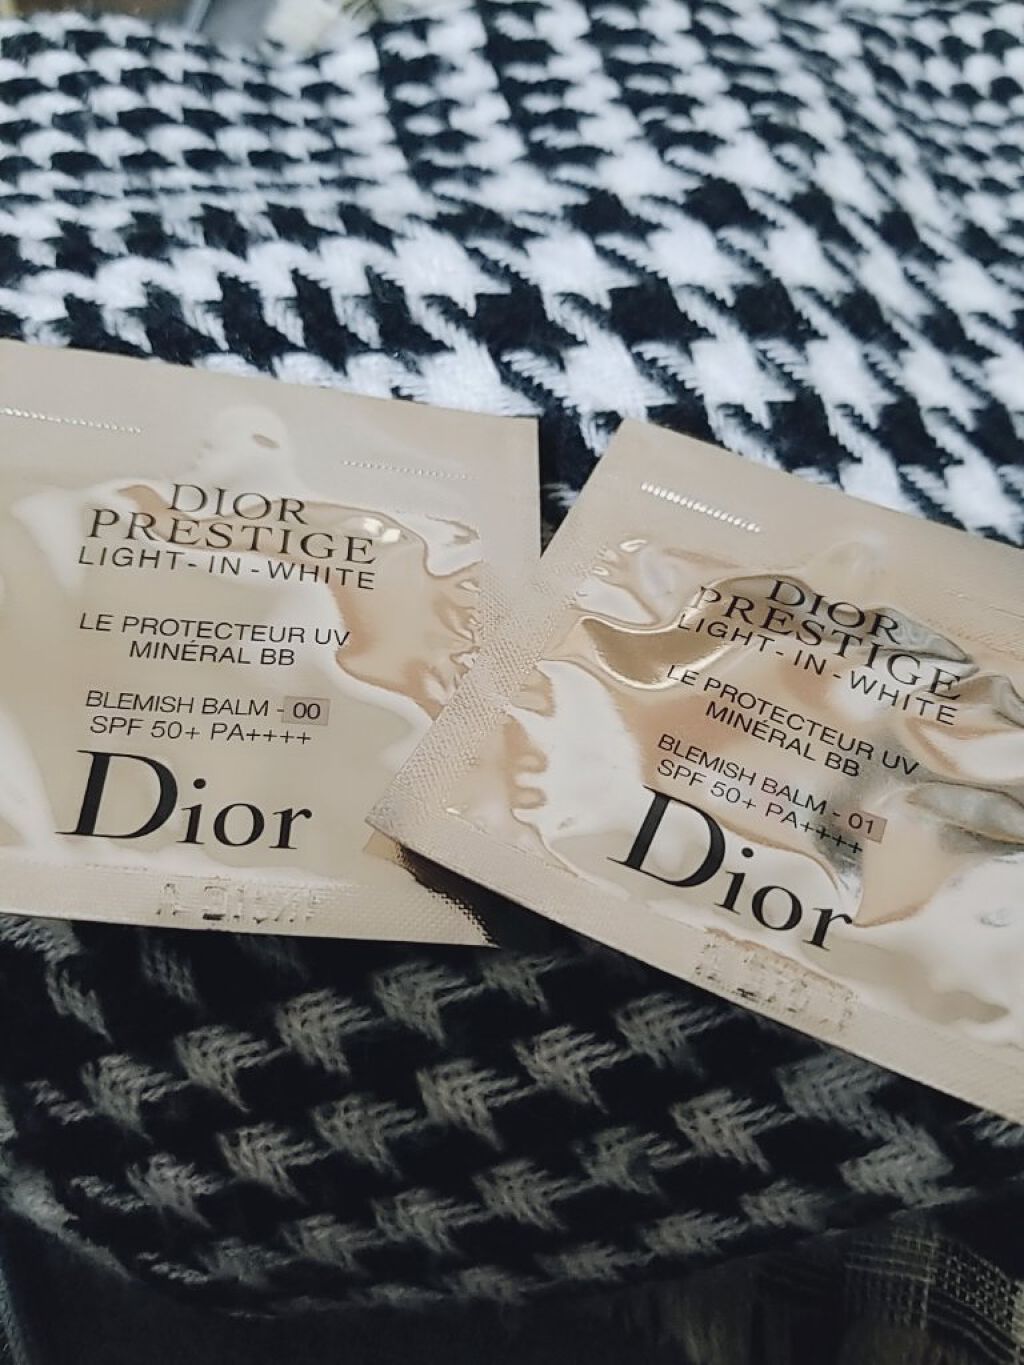 DIOR
PRESTIGE
LIGHT-IN-WHITE
LE PROTECTEUR UV
MINÉRAL BB
BLEMISH BALM - 00
SPF 50+ PA++++
Dior
DIOR
PRESTIGE
LIGHT-IN-WHITE
LE PROTECTEUR UV
MINÉRAL BB
BLEMISH BALM - 01
SPF 50+ PA++++
Dior